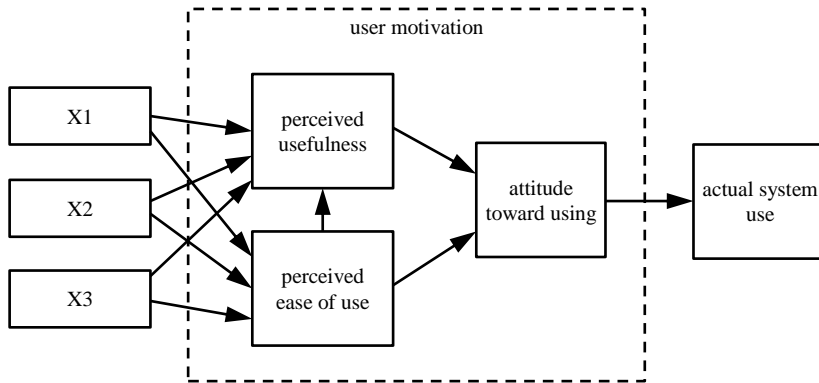 user motivation
X1
X2
X3
perceived
usefulness
perceived
ease of use
attitude
toward using
actual system
use